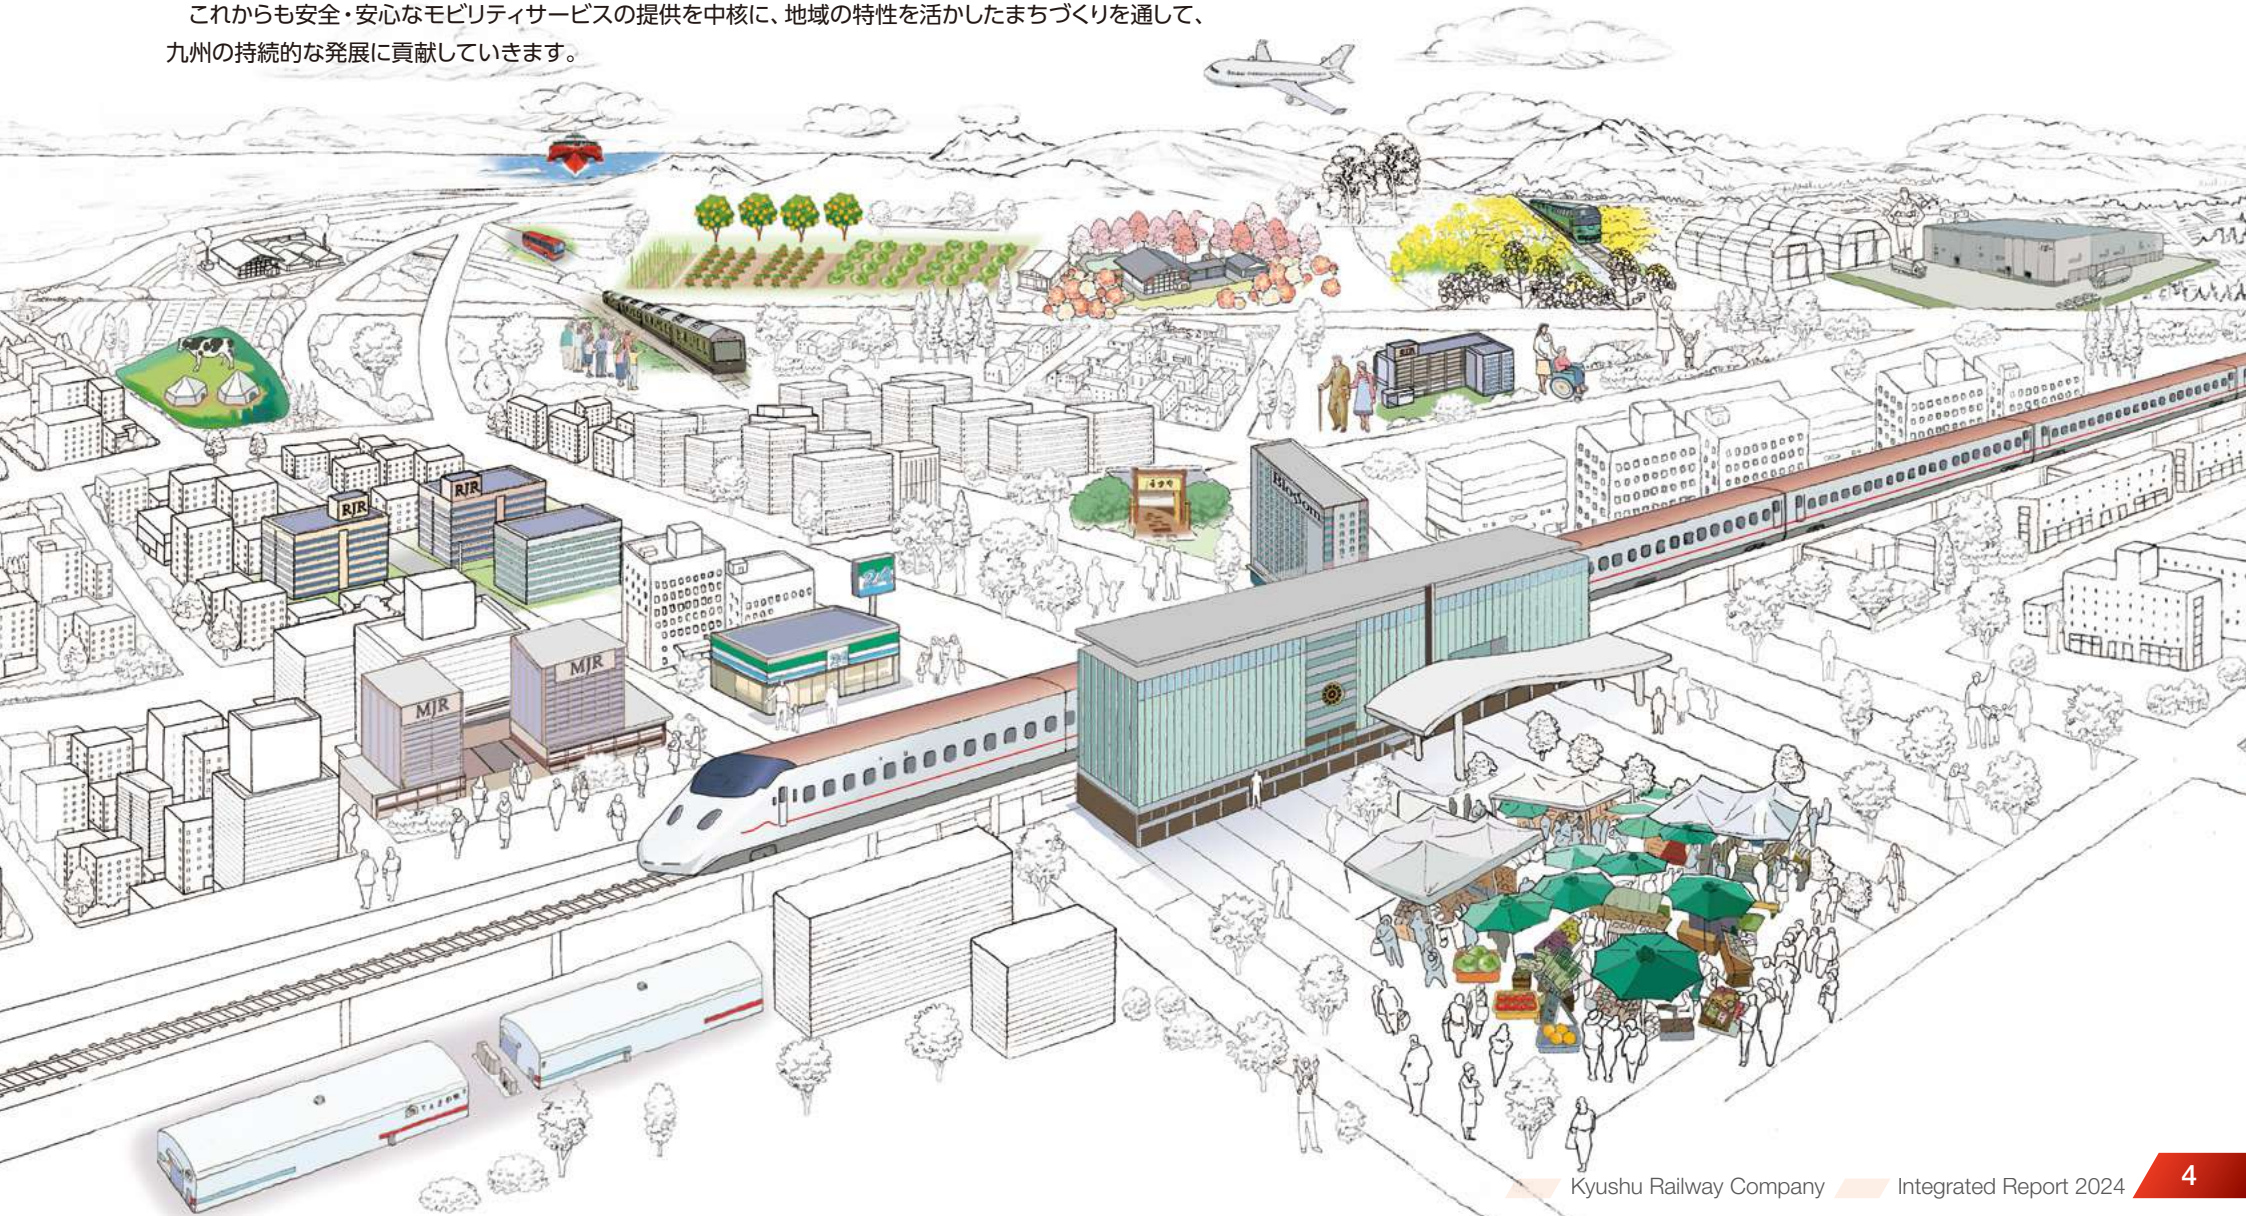 これからも安全・安心なモビリティサービスの提供を中核に、地域の特性を活かしたまちづくりを通して、
九州の持続的な発展に貢献していきます。
RJR
RJR
RJR
Blossom
MJR
MJR
Kyushu Railway Company Integrated Report 2024 4